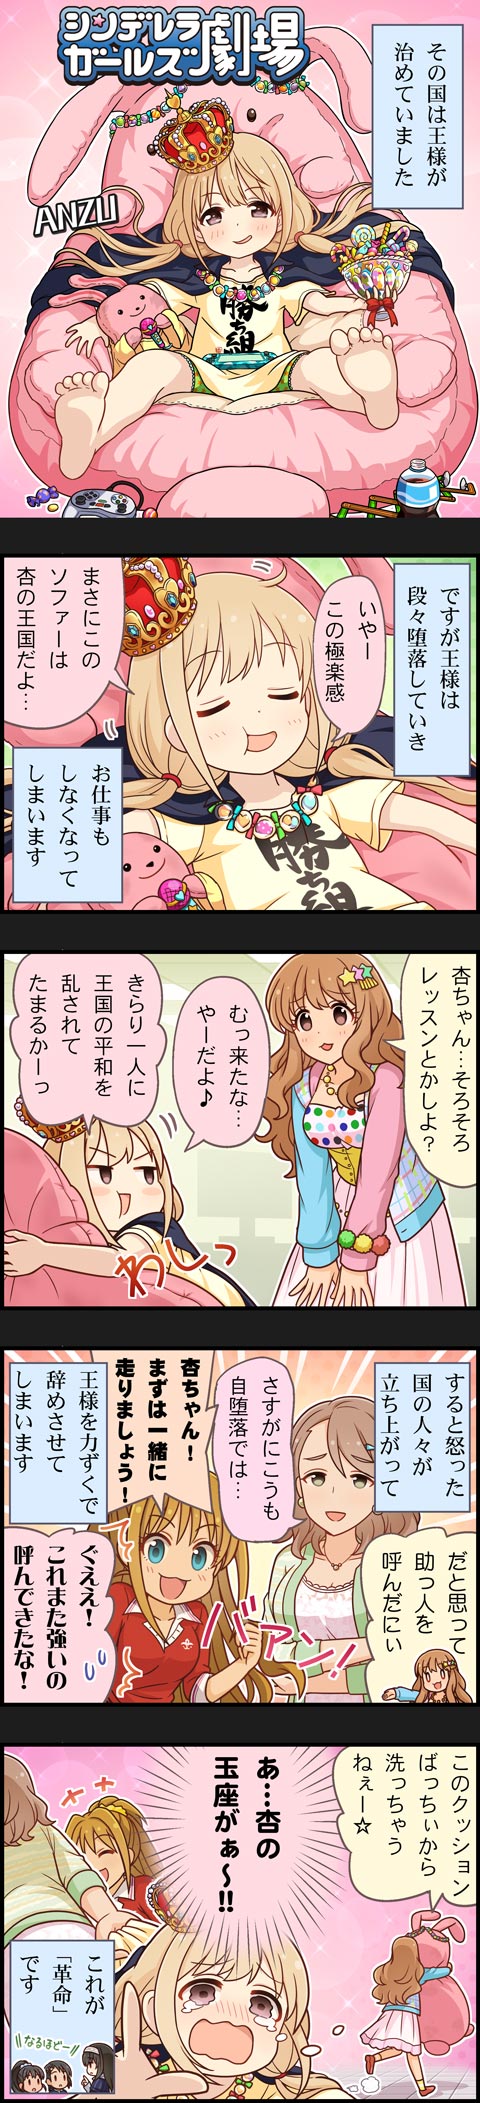 シンデレラ
ガールズ劇場
その国は王様が
治めていました
ANZU
勝ち組
ですが王様は
段々堕落していき
いやー
この極楽感
まさにこの
ソファーは
杏の王国だよ…
お仕事も
しなくなって
しまいます
勝ち組
杏ちゃん…そろそろ
レッスンとかしよ？
むっ来たな…
やーだよ♪
きらり一人に
王国の平和を
乱されて
たまるかーっ
わしっ
すると怒った
国の人々が
立ち上がって
だと思って
助っ人を
呼んだにぃ
さすがにこうも
自堕落では…
杏ちゃん！
まずは一緒に
走りましょう！
バアン！
王様を力ずくで
辞めさせて
しまいます
ぐえぇ！
これまた強いの
呼んできたな！
このクッション
ばっちぃから
洗っちゃう
ねぇー☆
あ…杏の
玉座がぁ〜!!
これが
「革命」
です
なるほどー